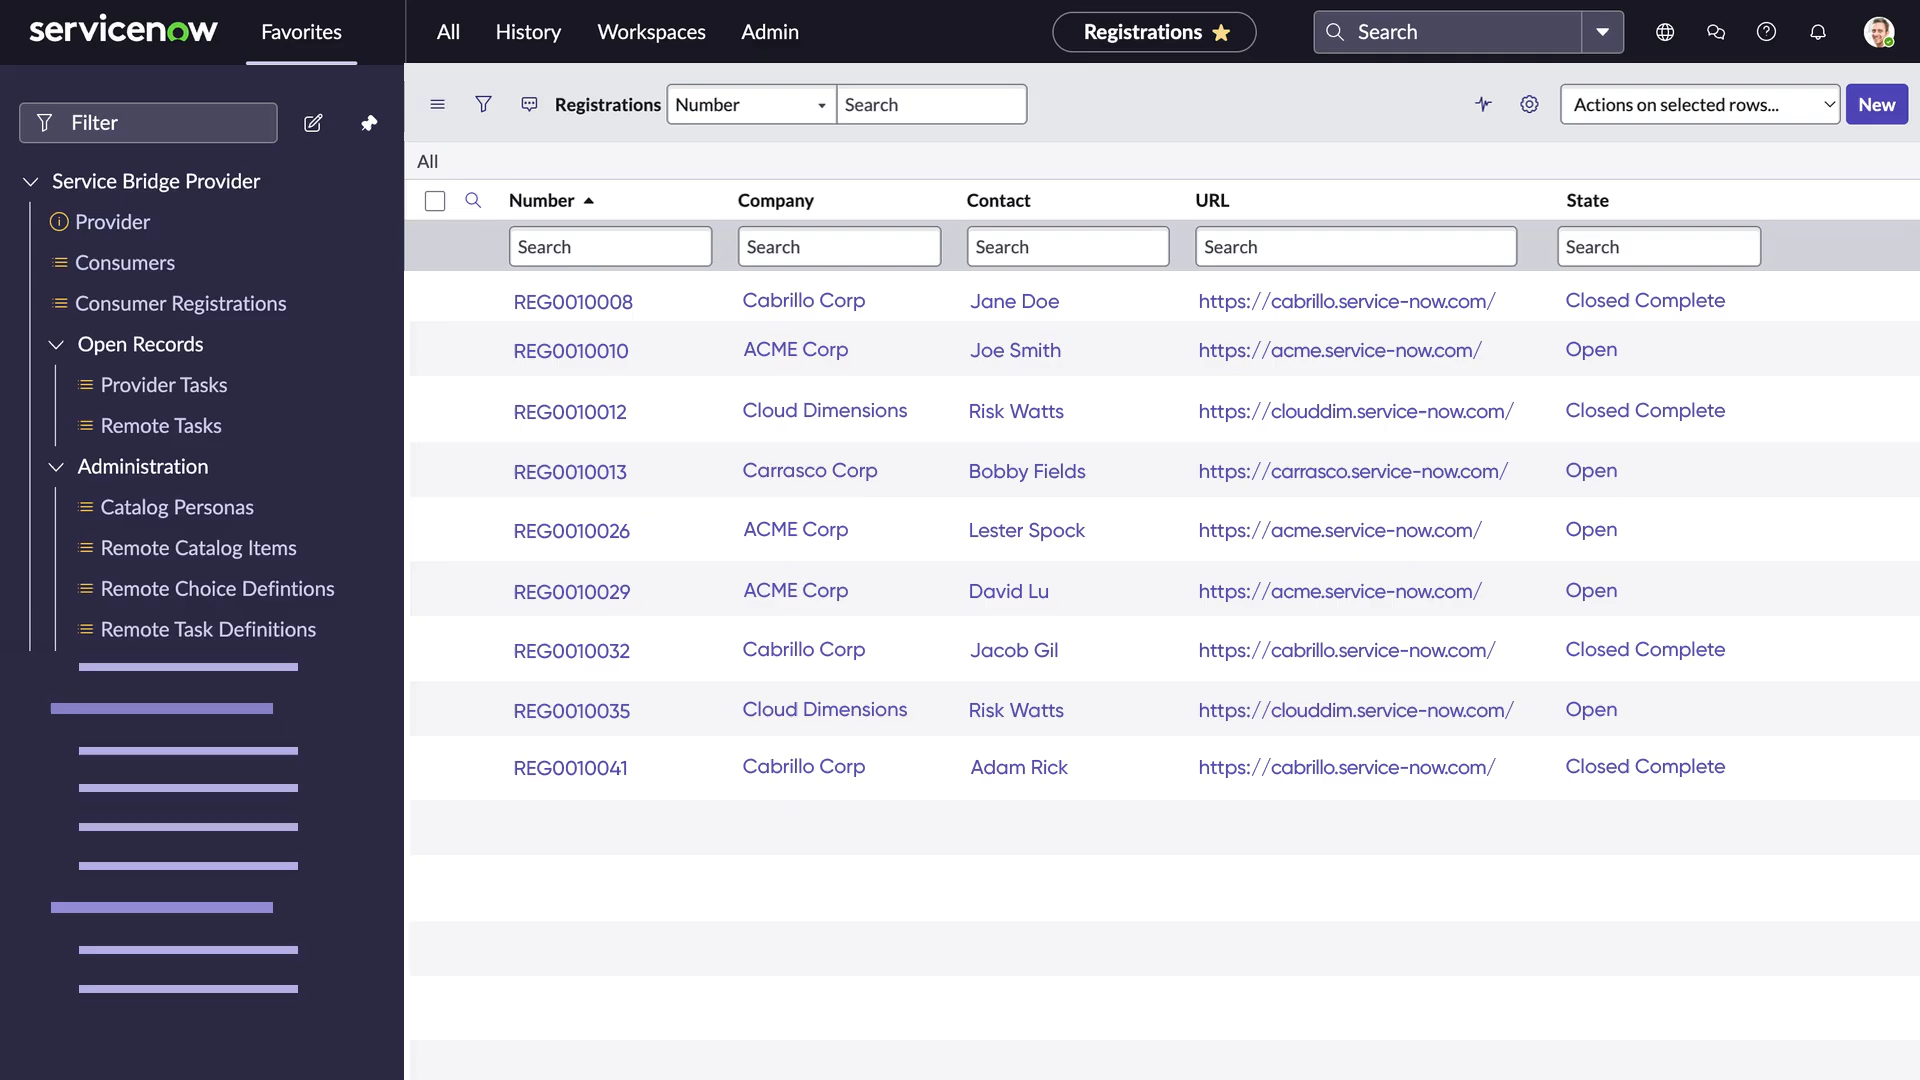 servicenow
Favorites
All
History
Workspaces
Admin
Registrations
Search
Filter
Service Bridge Provider
Provider
Consumers
Consumer Registrations
Open Records
Provider Tasks
Remote Tasks
Administration
Catalog Personas
Remote Catalog Items
Remote Choice Defintions
Remote Task Definitions
Registrations Number Search
Actions on selected rows...
New
All
Number Company Contact URL State
Search Search Search Search Search
REG0010008 Cabrillo Corp Jane Doe https://cabrillo.service-now.com/ Closed Complete
REG0010010 ACME Corp Joe Smith https://acme.service-now.com/ Open
REG0010012 Cloud Dimensions Risk Watts https://clouddim.service-now.com/ Closed Complete
REG0010013 Carrasco Corp Bobby Fields https://carrasco.service-now.com/ Open
REG0010026 ACME Corp Lester Spock https://acme.service-now.com/ Open
REG0010029 ACME Corp David Lu https://acme.service-now.com/ Open
REG0010032 Cabrillo Corp Jacob Gil https://cabrillo.service-now.com/ Closed Complete
REG0010035 Cloud Dimensions Risk Watts https://clouddim.service-now.com/ Open
REG0010041 Cabrillo Corp Adam Rick https://cabrillo.service-now.com/ Closed Complete